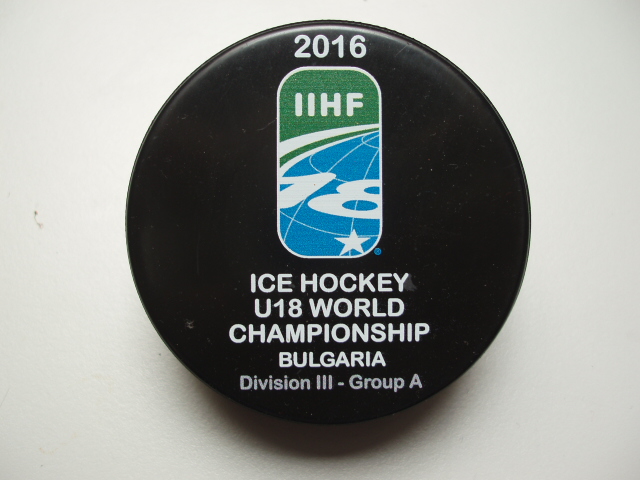 2016
IIHF
18
ICE HOCKEY
U18 WORLD
CHAMPIONSHIP
BULGARIA
Division III - Group A